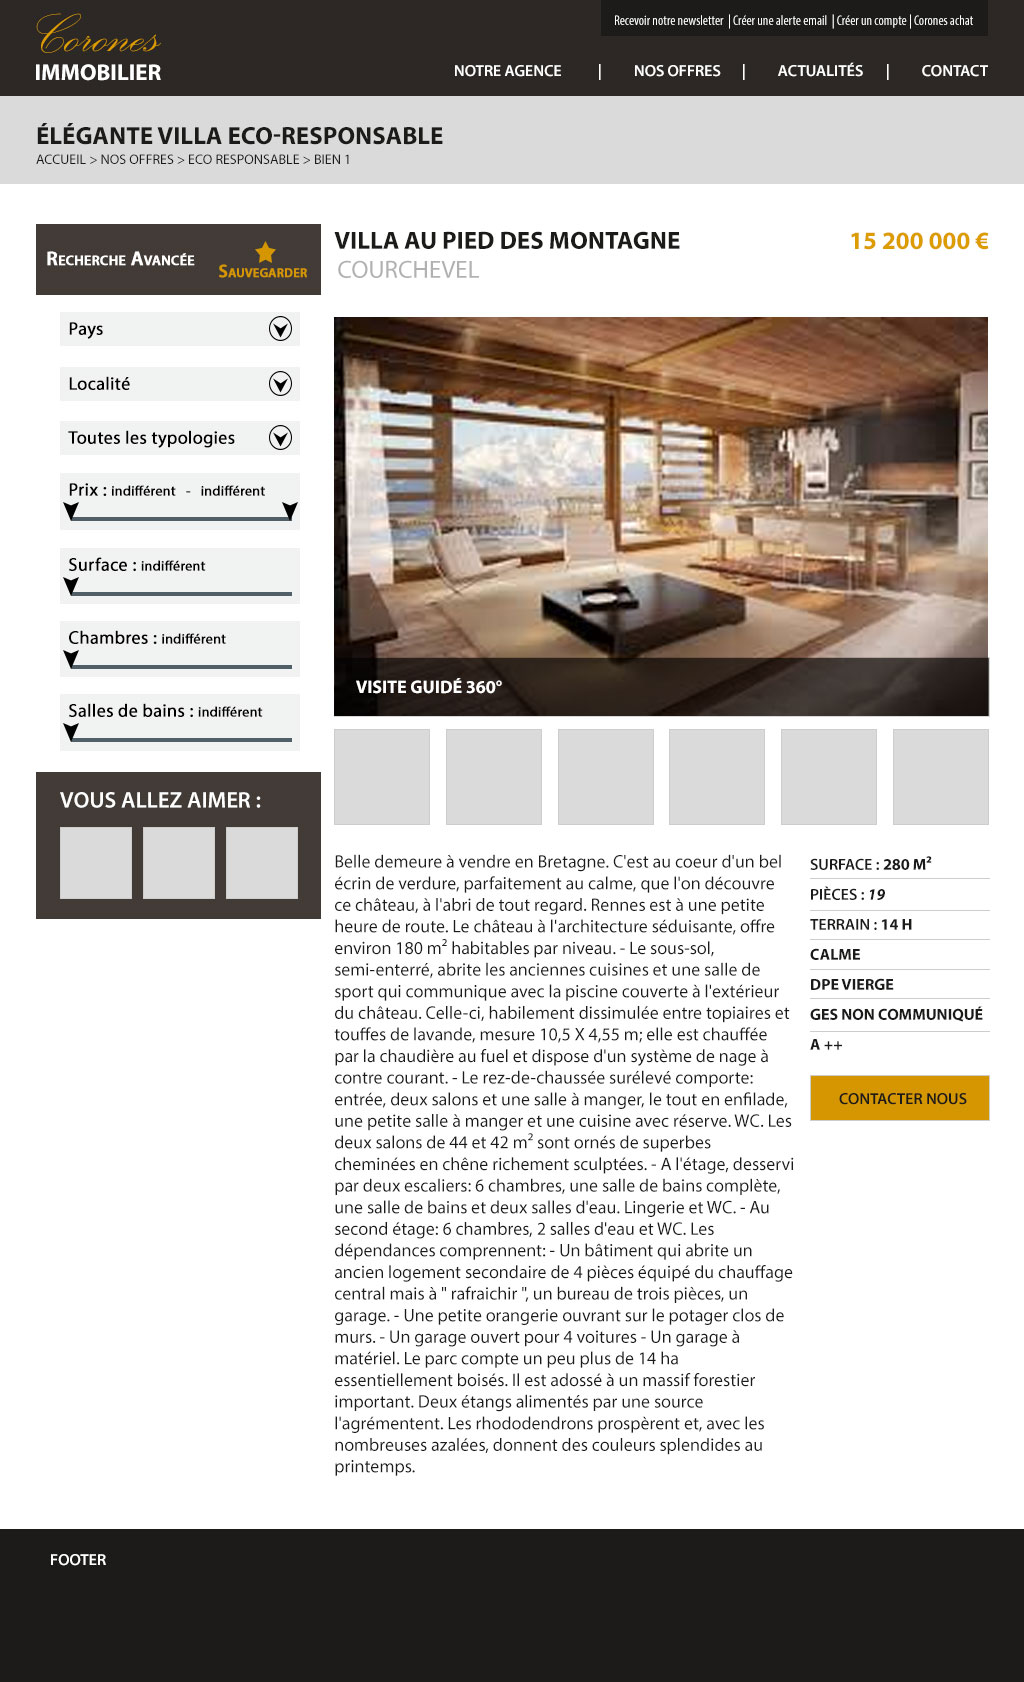 Corones
IMMOBILIER
Recevoir notre newsletter | Créer une alerte email | Créer un compte | Corones achat
NOTRE AGENCE | NOS OFFRES | ACTUALITÉS | CONTACT
ÉLÉGANTE VILLA ECO-RESPONSABLE
ACCUEIL > NOS OFFRES > ECO RESPONSABLE > BIEN 1
Recherche Avancée
Sauvegarder
Pays
Localité
Toutes les typologies
Prix : indifférent - indifférent
Surface : indifférent
Chambres : indifférent
Salles de bains : indifférent
VOUS ALLEZ AIMER :
VILLA AU PIED DES MONTAGNE
15 200 000 €
COURCHEVEL
VISITE GUIDÉ 360°
Belle demeure à vendre en Bretagne. C'est au coeur d'un bel
écrin de verdure, parfaitement au calme, que l'on découvre
ce château, à l'abri de tout regard. Rennes est à une petite
heure de route. Le château à l'architecture séduisante, offre
environ 180 m² habitables par niveau. - Le sous-sol,
semi-enterré, abrite les anciennes cuisines et une salle de
sport qui communique avec la piscine couverte à l'extérieur
du château. Celle-ci, habilement dissimulée entre topiaires et
touffes de lavande, mesure 10,5 X 4,55 m; elle est chauffée
par la chaudière au fuel et dispose d'un système de nage à
contre courant. - Le rez-de-chaussée surélevé comporte:
entrée, deux salons et une salle à manger, le tout en enfilade,
une petite salle à manger et une cuisine avec réserve. WC. Les
deux salons de 44 et 42 m² sont ornés de superbes
cheminées en chêne richement sculptées. - A l'étage, desservi
par deux escaliers: 6 chambres, une salle de bains complète,
une salle de bains et deux salles d'eau. Lingerie et WC. - Au
second étage: 6 chambres, 2 salles d'eau et WC. Les
dépendances comprennent: - Un bâtiment qui abrite un
ancien logement secondaire de 4 pièces équipé du chauffage
central mais à " rafraichir ", un bureau de trois pièces, un
garage. - Une petite orangerie ouvrant sur le potager clos de
murs. - Un garage ouvert pour 4 voitures - Un garage à
matériel. Le parc compte un peu plus de 14 ha
essentiellement boisés. Il est adossé à un massif forestier
important. Deux étangs alimentés par une source
l'agrémentent. Les rhododendrons prospèrent et, avec les
nombreuses azalées, donnent des couleurs splendides au
printemps.
SURFACE : 280 M²
PIÈCES : 19
TERRAIN : 14 H
CALME
DPE VIERGE
GES NON COMMUNIQUÉ
A ++
CONTACTER NOUS
FOOTER